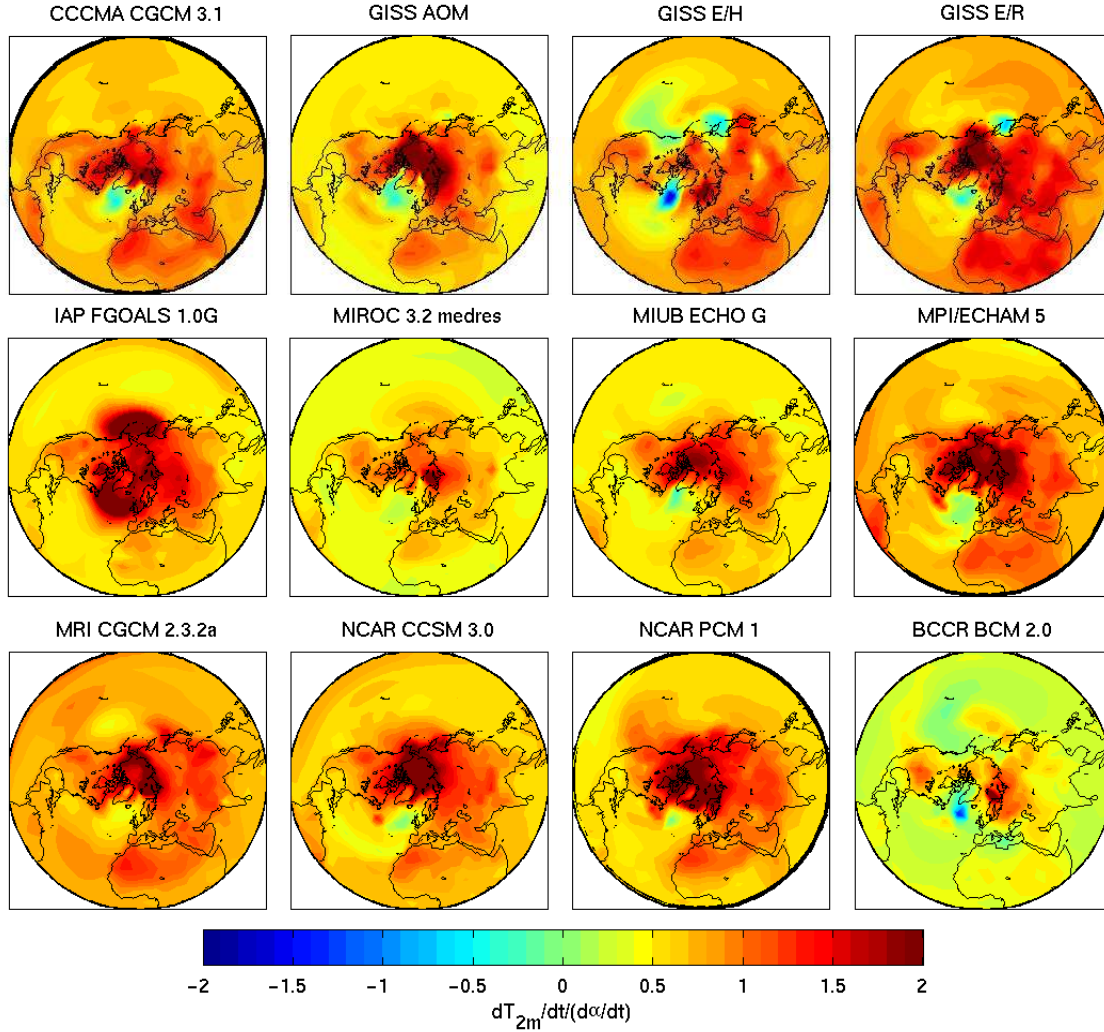 CCCMA CGCM 3.1 GISS AOM GISS E/H GISS E/R
IAP FGOALS 1.0G MIROC 3.2 medres MIUB ECHO G MPI/ECHAM 5
MRI CGCM 2.3.2a NCAR CCSM 3.0 NCAR PCM 1 BCCR BCM 2.0
−2 −1.5 −1 −0.5 0 0.5 1 1.5 2
dT2m/dt/(dα/dt)